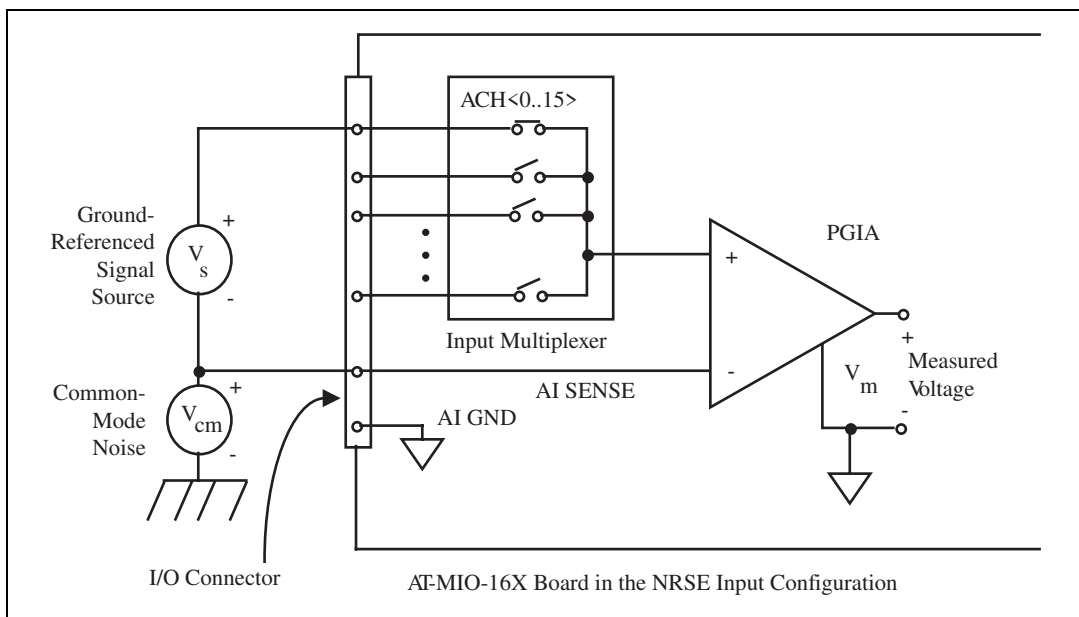 ACH<0..15>
Ground-
Referenced
Signal
Source
+
V
s
-
Common-
Mode
Noise
+
V
cm
-
Input Multiplexer
AI SENSE
AI GND
PGIA
+
-
V
m
+
Measured
Voltage
-
I/O Connector
AT-MIO-16X Board in the NRSE Input Configuration